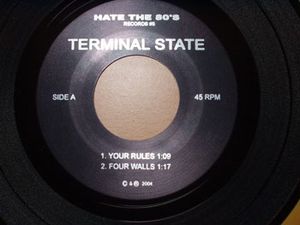 HATE THE 80'S
RECORDS #5
TERMINAL STATE
SIDE A
45 RPM
1. YOUR RULES 1:09
2. FOUR WALLS 1:17
© & ℗ 2004